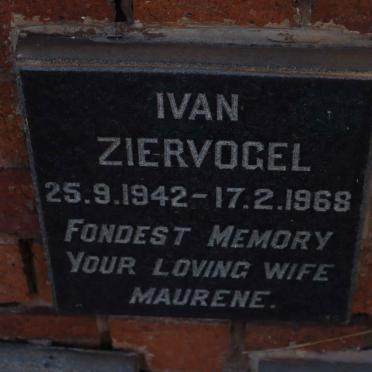 IVAN
ZIERVOGEL
25.9.1942-17.2.1968
FONDEST MEMORY
YOUR LOVING WIFE
MAURENE.